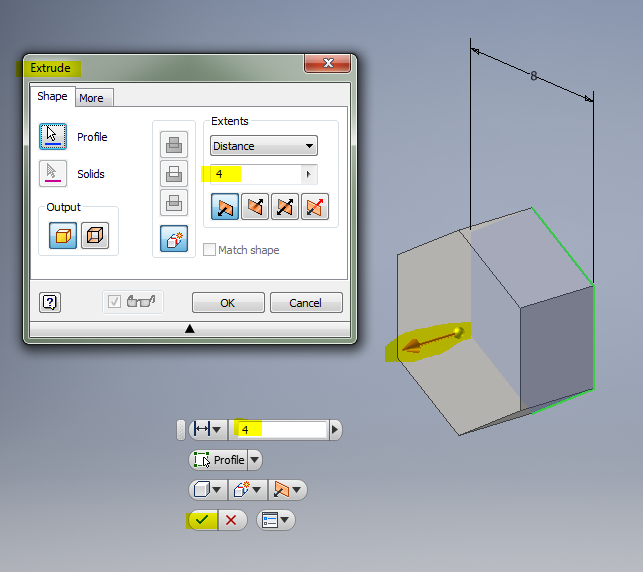 Extrude
Shape More
Profile
Solids
Output
Extents
Distance
4
Match shape
OK
Cancel
8
4
Profile